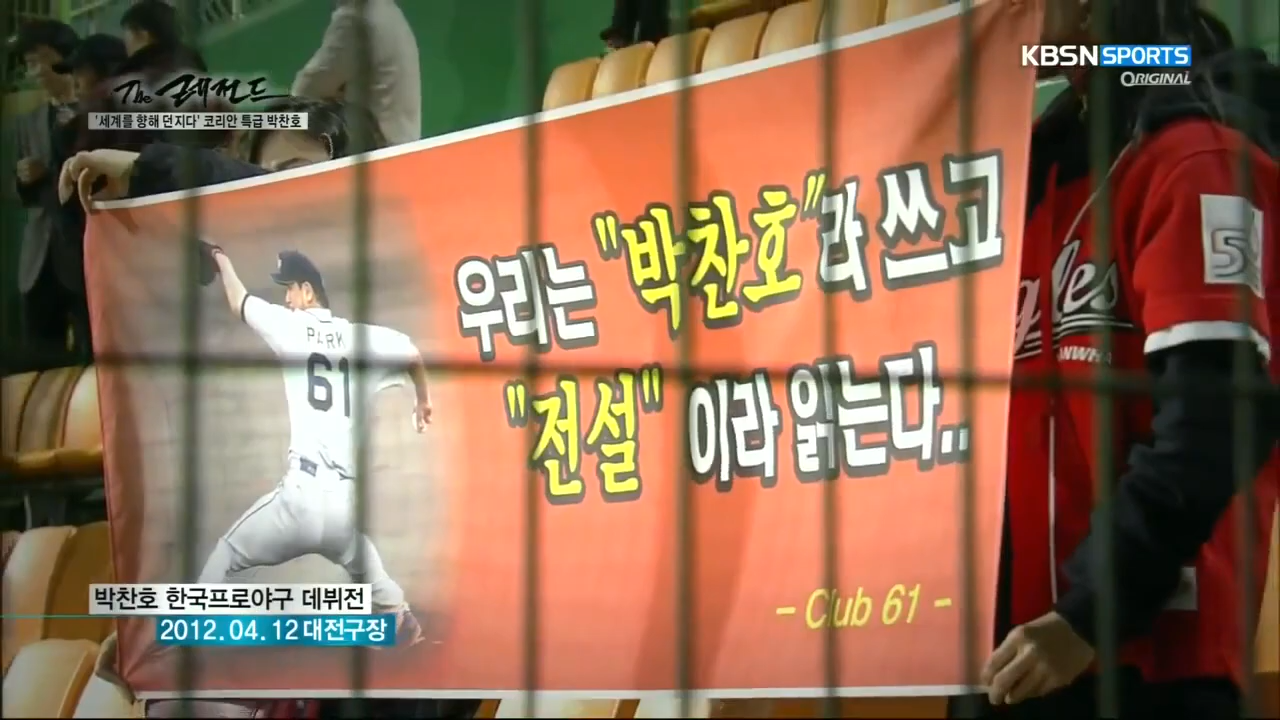 KBSN SPORTS
ORIGINAL
The 레전드
'세계를 향해 던지다' 코리안 특급 박찬호
우리는 "박찬호"라 쓰고
"전설" 이라 읽는다..
PARK
61
- Club 61 -
박찬호 한국프로야구 데뷔전
2012.04.12 대전구장